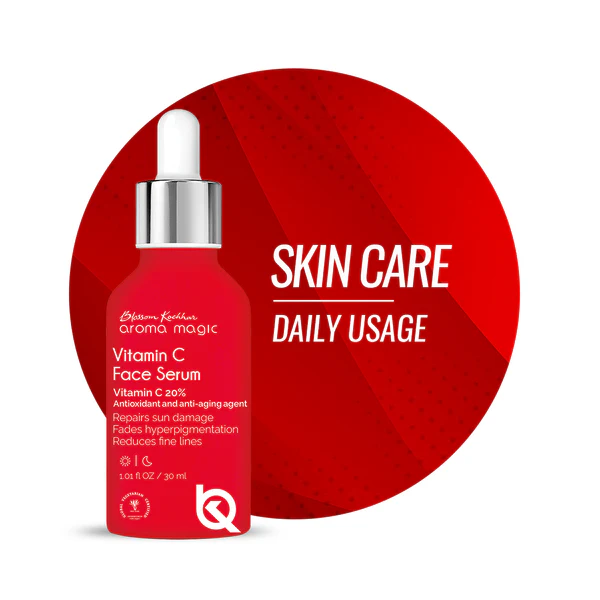 SKIN CARE
DAILY USAGE
Blossom Kochhar
aroma magic
Vitamin C
Face Serum
Vitamin C 20%
Antioxidant and anti-aging agent
Repairs sun damage
Fades hyperpigmentation
Reduces fine lines
1.01 fl OZ / 30 ml